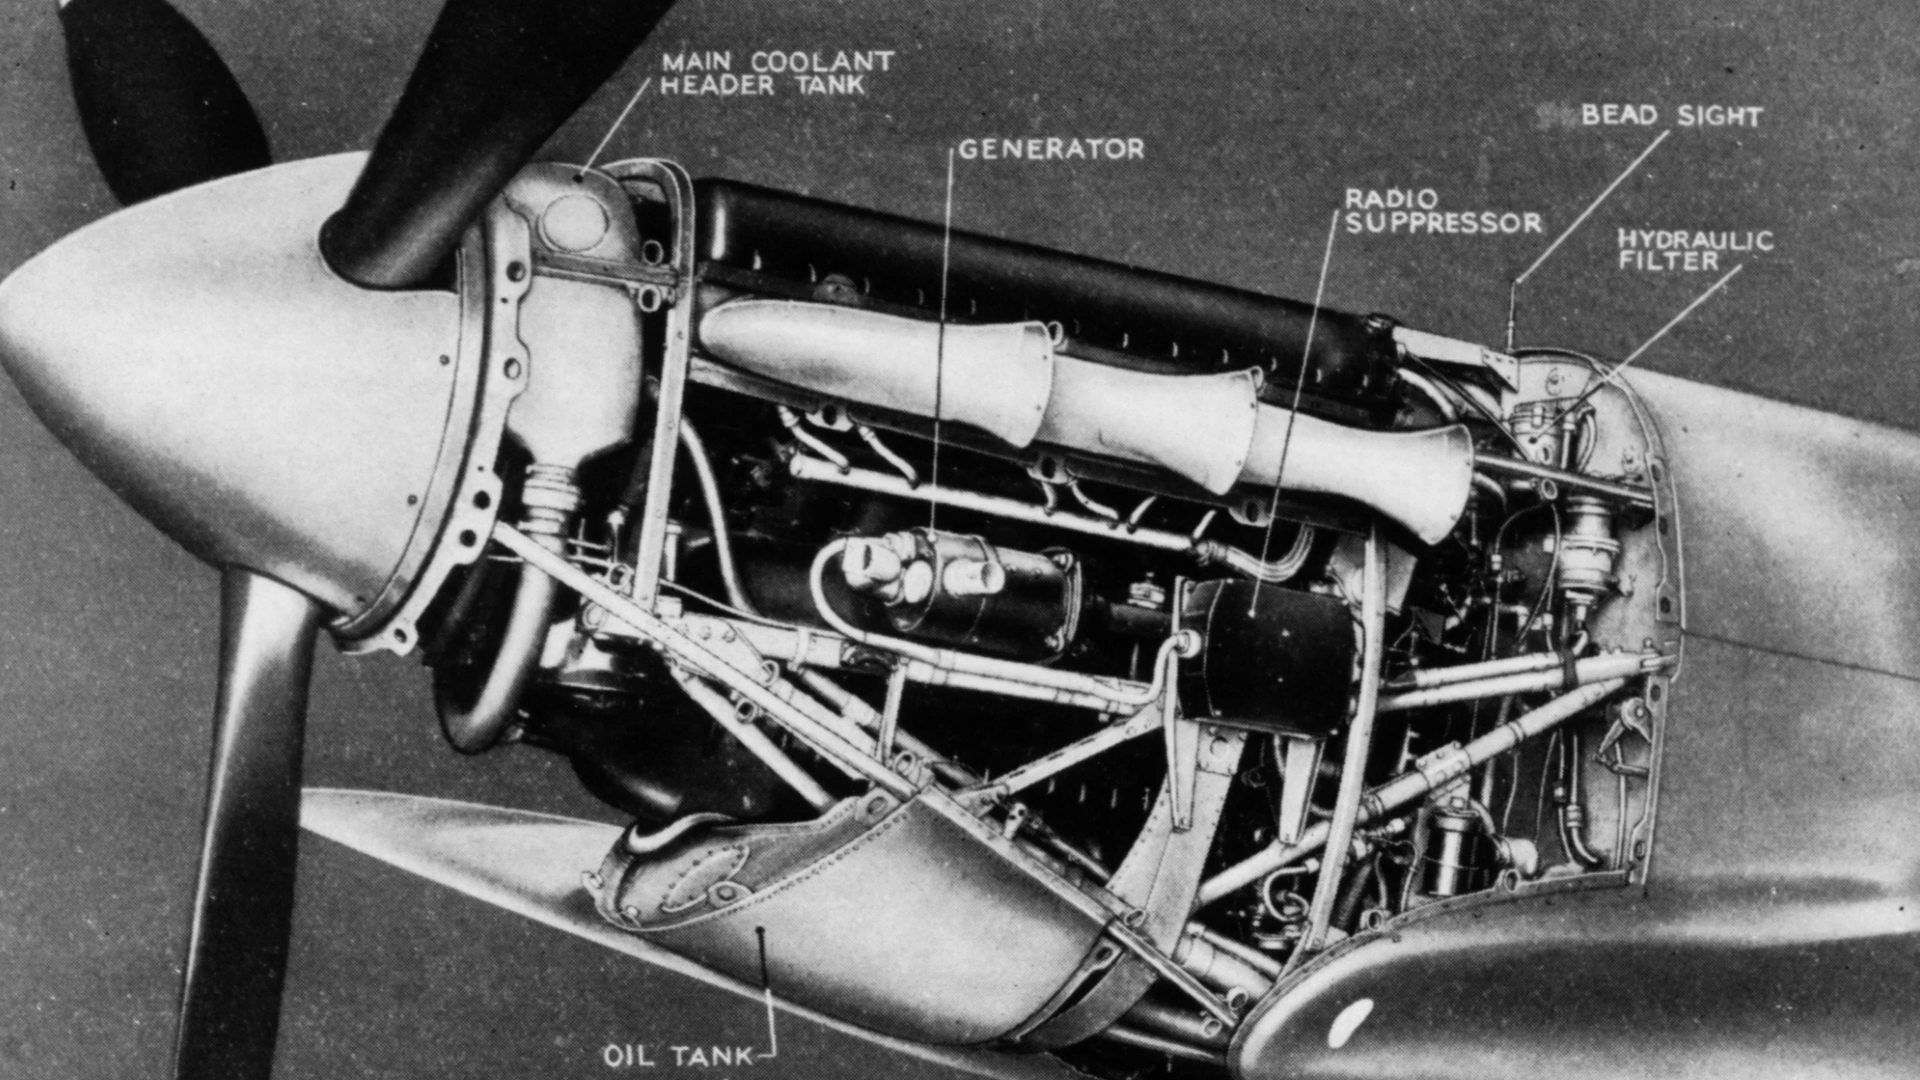 MAIN COOLANT
HEADER TANK
GENERATOR
BEAD SIGHT
RADIO
SUPPRESSOR
HYDRAULIC
FILTER
OIL TANK